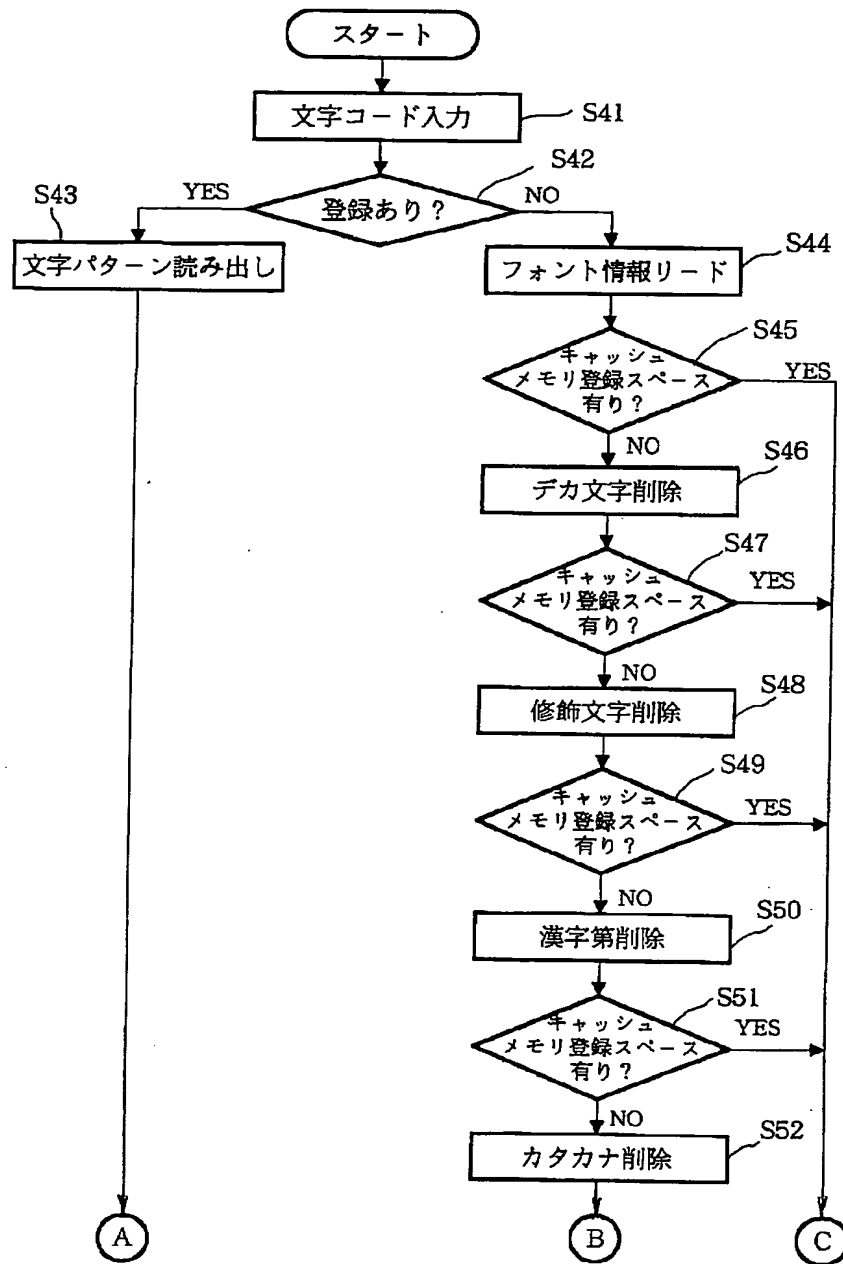 スタート
文字コード入力
S41
S42
登録あり？
YES
NO
S43
文字パターン読み出し
S44
フォント情報リード
S45
キャッシュ
メモリ登録スペース
有り？
YES
NO
S46
デカ文字削除
S47
キャッシュ
メモリ登録スペース
有り？
YES
NO
S48
修飾文字削除
S49
キャッシュ
メモリ登録スペース
有り？
YES
NO
S50
漢字第削除
S51
キャッシュ
メモリ登録スペース
有り？
YES
NO
S52
カタカナ削除
A
B
C